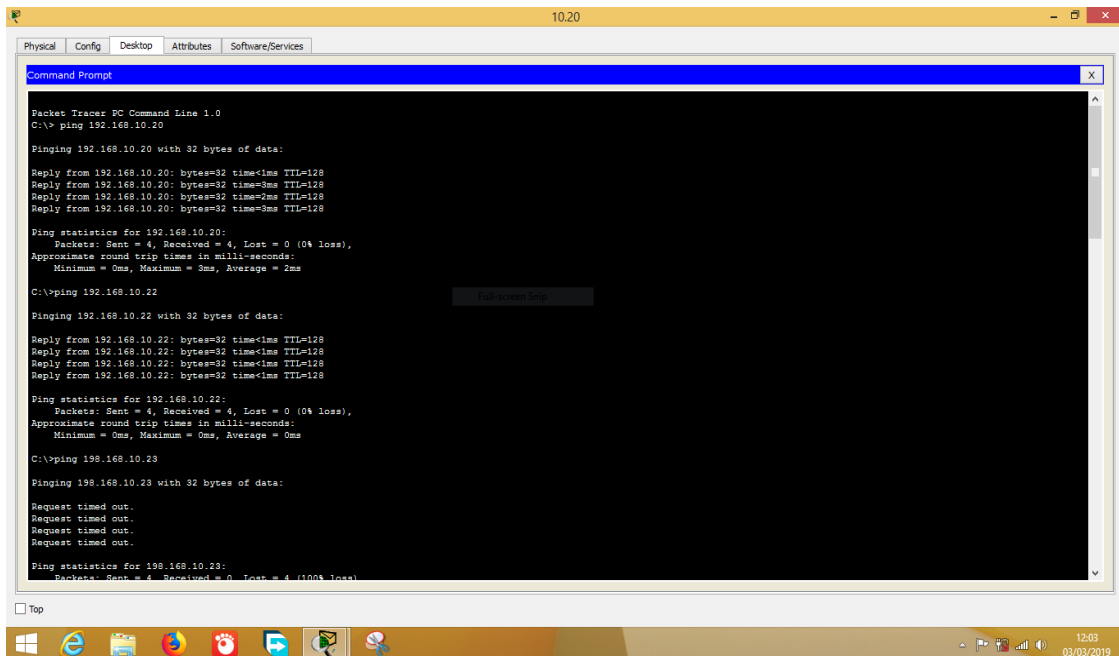 10.20
Physical Config Desktop Attributes Software/Services
Command Prompt
X
Packet Tracer PC Command Line 1.0
C:\> ping 192.168.10.20
Pinging 192.168.10.20 with 32 bytes of data:
Reply from 192.168.10.20: bytes=32 time<1ms TTL=128
Reply from 192.168.10.20: bytes=32 time=3ms TTL=128
Reply from 192.168.10.20: bytes=32 time=2ms TTL=128
Reply from 192.168.10.20: bytes=32 time=3ms TTL=128
Ping statistics for 192.168.10.20:
Packets: Sent = 4, Received = 4, Lost = 0 (0% loss),
Approximate round trip times in milli-seconds:
Minimum = 0ms, Maximum = 3ms, Average = 2ms
C:\>ping 192.168.10.22
Full-screen Snip
Pinging 192.168.10.22 with 32 bytes of data:
Reply from 192.168.10.22: bytes=32 time<1ms TTL=128
Reply from 192.168.10.22: bytes=32 time<1ms TTL=128
Reply from 192.168.10.22: bytes=32 time<1ms TTL=128
Reply from 192.168.10.22: bytes=32 time<1ms TTL=128
Ping statistics for 192.168.10.22:
Packets: Sent = 4, Received = 4, Lost = 0 (0% loss),
Approximate round trip times in milli-seconds:
Minimum = 0ms, Maximum = 0ms, Average = 0ms
C:\>ping 198.168.10.23
Pinging 198.168.10.23 with 32 bytes of data:
Request timed out.
Request timed out.
Request timed out.
Request timed out.
Ping statistics for 198.168.10.23:
Packets: Sent = 4, Received = 0, Lost = 4 (100% loss)
Top
12:03
03/03/2019